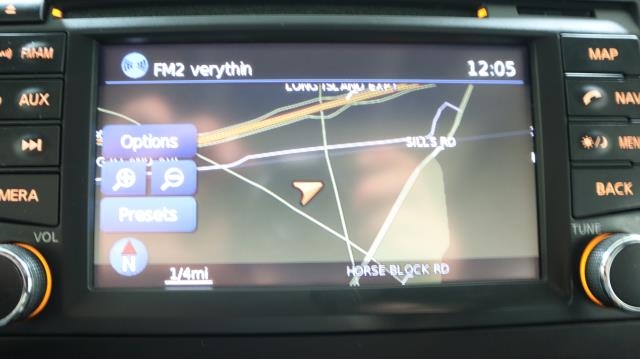 FM·AM
FM2 verythin
12:05
MAP
LONG ISLAND EXPY
AUX
NAV
Options
SILLS RD
MEN
MERA
BACK
Presets
VOL
TUNE
N
1/4mi
HORSE BLOCK RD